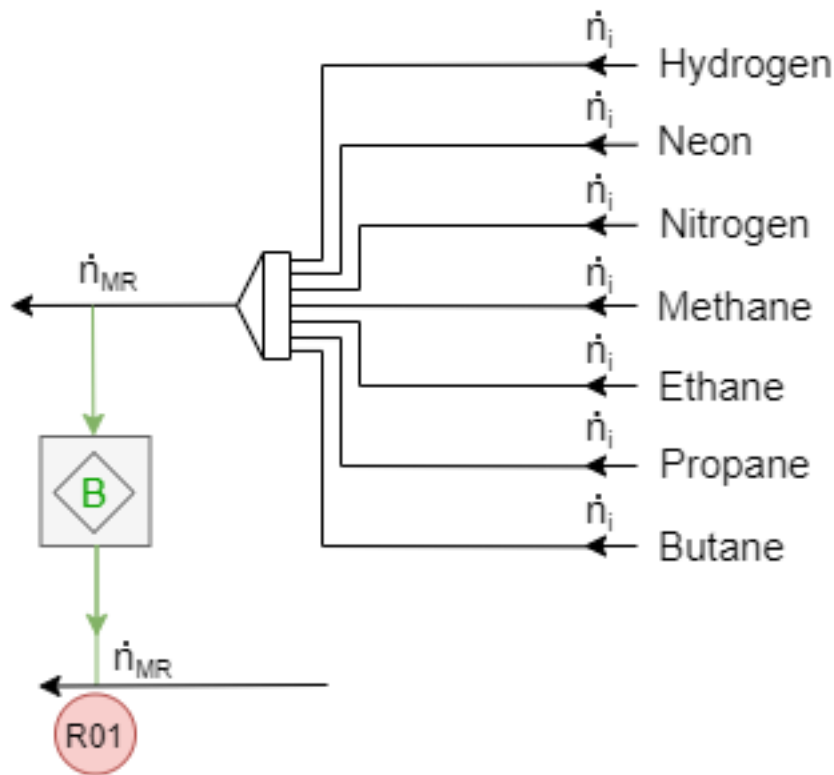 ṅi Hydrogen
ṅi Neon
ṅi Nitrogen
ṅMR
ṅi Methane
ṅi Ethane
ṅi Propane
B
ṅi Butane
ṅMR
R01